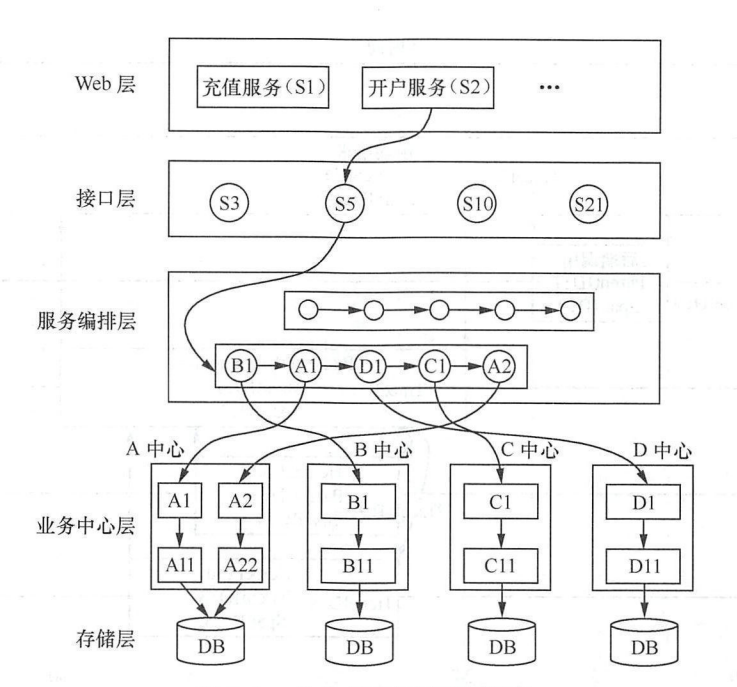 Web 层
充值服务(S1)
开户服务(S2)
...
接口层
S3
S5
S10
S21
服务编排层
B1
A1
D1
C1
A2
A 中心
B 中心
C 中心
D 中心
业务中心层
A1
A2
B1
C1
D1
A11
A22
B11
C11
D11
存储层
DB
DB
DB
DB